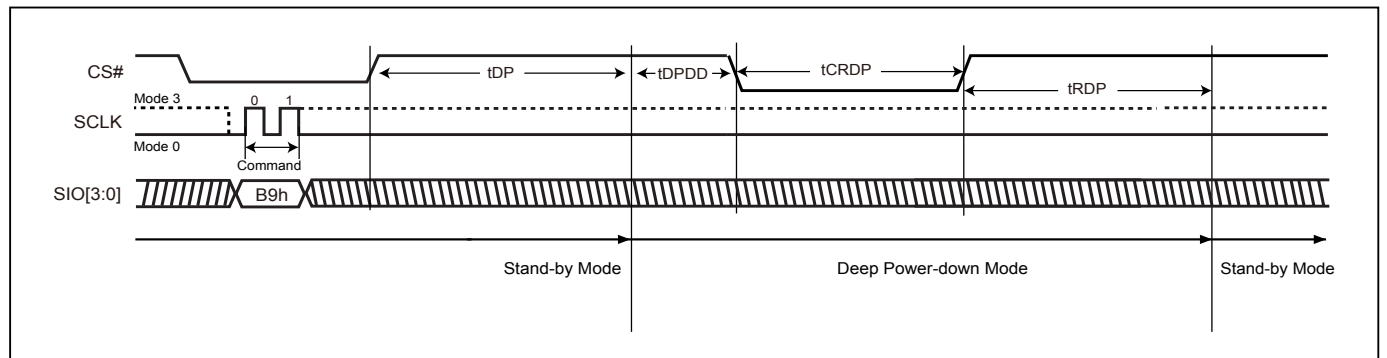 CS#
tDP
tDPDD
tCRDP
tRDP
Mode 3
0 1
SCLK
Mode 0
Command
SIO[3:0]
B9h
Stand-by Mode
Deep Power-down Mode
Stand-by Mode